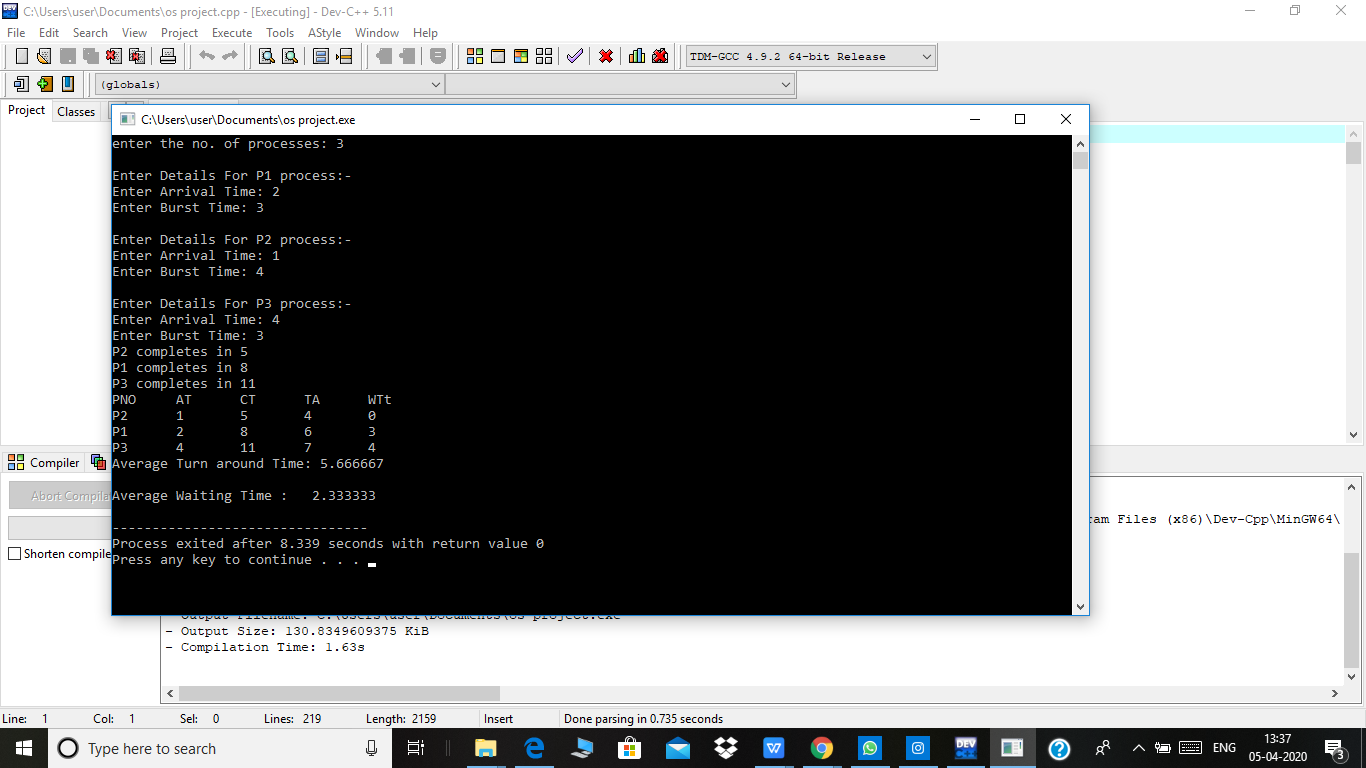 C:\Users\user\Documents\os project.cpp - [Executing] - Dev-C++ 5.11
File Edit Search View Project Execute Tools AStyle Window Help
TDM-GCC 4.9.2 64-bit Release
(globals)
Project Classes
C:\Users\user\Documents\os project.exe
enter the no. of processes: 3
Enter Details For P1 process:-
Enter Arrival Time: 2
Enter Burst Time: 3
Enter Details For P2 process:-
Enter Arrival Time: 1
Enter Burst Time: 4
Enter Details For P3 process:-
Enter Arrival Time: 4
Enter Burst Time: 3
P2 completes in 5
P1 completes in 8
P3 completes in 11
PNO AT CT TA WTt
P2 1 5 4 0
P1 2 8 6 3
P3 4 11 7 4
Average Turn around Time: 5.666667
Average Waiting Time : 2.333333
--------------------------------
Process exited after 8.339 seconds with return value 0
Press any key to continue . . .
Compiler
Abort Compilat
Shorten compile
ram Files (x86)\Dev-Cpp\MinGW64\
- Output Filename: C:\Users\user\Documents\os project.exe
- Output Size: 130.8349609375 KiB
- Compilation Time: 1.63s
Line: 1 Col: 1 Sel: 0 Lines: 219 Length: 2159 Insert Done parsing in 0.735 seconds
Type here to search
DEV
ENG
13:37
05-04-2020
3